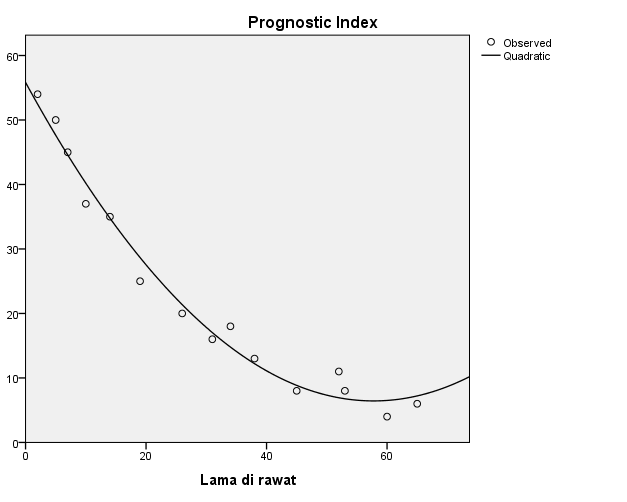 Prognostic Index
Observed
Quadratic
60
50
40
30
20
10
0
0 20 40 60
Lama di rawat